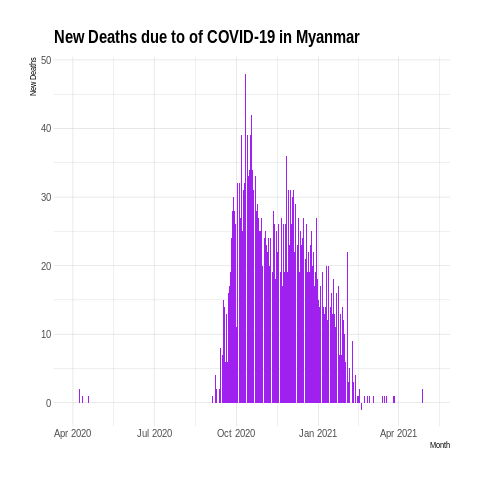 New Deaths due to of COVID-19 in Myanmar
New Deaths
50
40
30
20
10
0
Apr 2020
Jul 2020
Oct 2020
Jan 2021
Apr 2021
Month